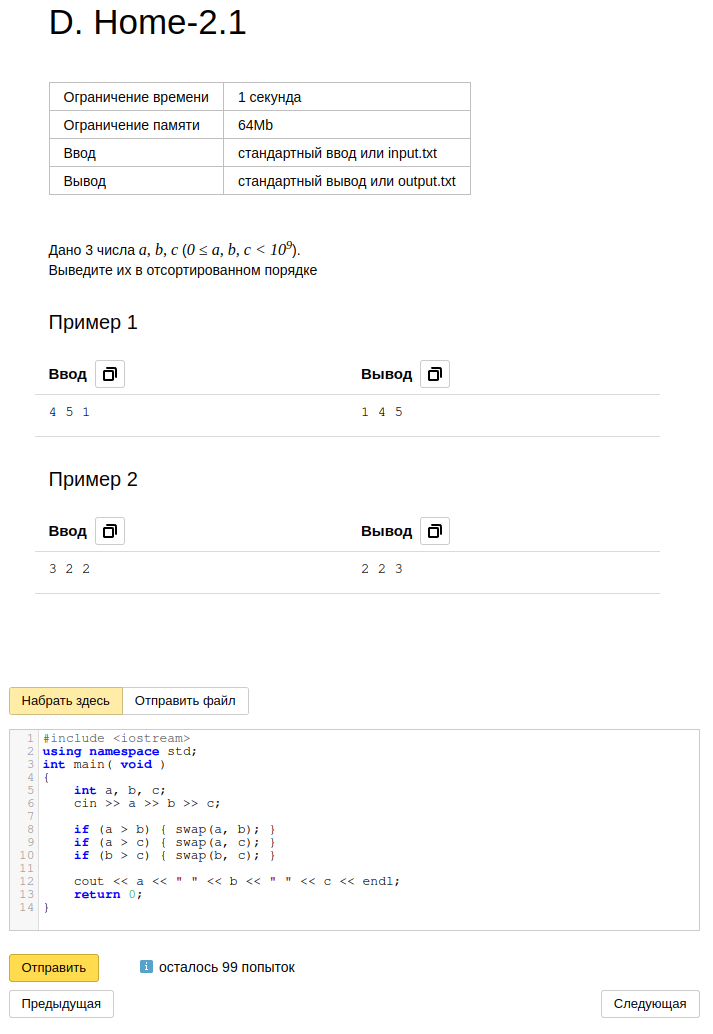 D. Home-2.1
Ограничение времени 1 секунда
Ограничение памяти 64Mb
Ввод стандартный ввод или input.txt
Вывод стандартный вывод или output.txt
Дано 3 числа a, b, c (0 ≤ a, b, c < 10⁹).
Выведите их в отсортированном порядке
Пример 1
Ввод Вывод
4 5 1 1 4 5
Пример 2
Ввод Вывод
3 2 2 2 2 3
Набрать здесь Отправить файл
1 #include <iostream>
2 using namespace std;
3 int main( void )
4 {
5     int a, b, c;
6     cin >> a >> b >> c;
7
8     if (a > b) { swap(a, b); }
9     if (a > c) { swap(a, c); }
10     if (b > c) { swap(b, c); }
11
12     cout << a << " " << b << " " << c << endl;
13     return 0;
14 }
Отправить i осталось 99 попыток
Предыдущая Следующая